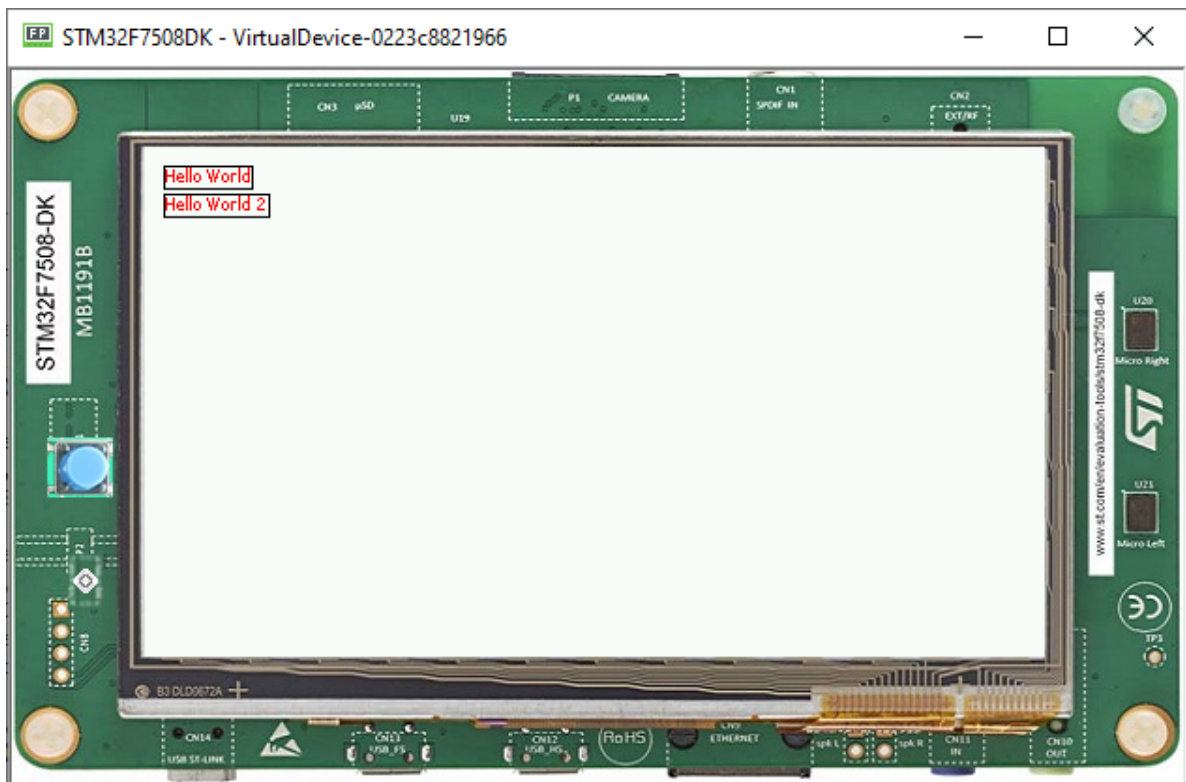 STM32F7508DK - VirtualDevice-0223c8821966
CN3 µSD
U19
P1 CAMERA
CN1
SPDIF IN
CN2
EXT/RF
Hello World
Hello World 2
STM32F7508-DK
MB1191B
P2
CN8
www.st.com/en/evaluation-tools/stm32f7508-dk
U20
Micro Right
U21
Micro Left
TP3
B3 DLD0672A
CN14
USB ST-LINK
CN13
USB_FS
CN12
USB_HS
RoHS
CN9
ETHERNET
spk L
spk R
CN11
IN
CN10
OUT